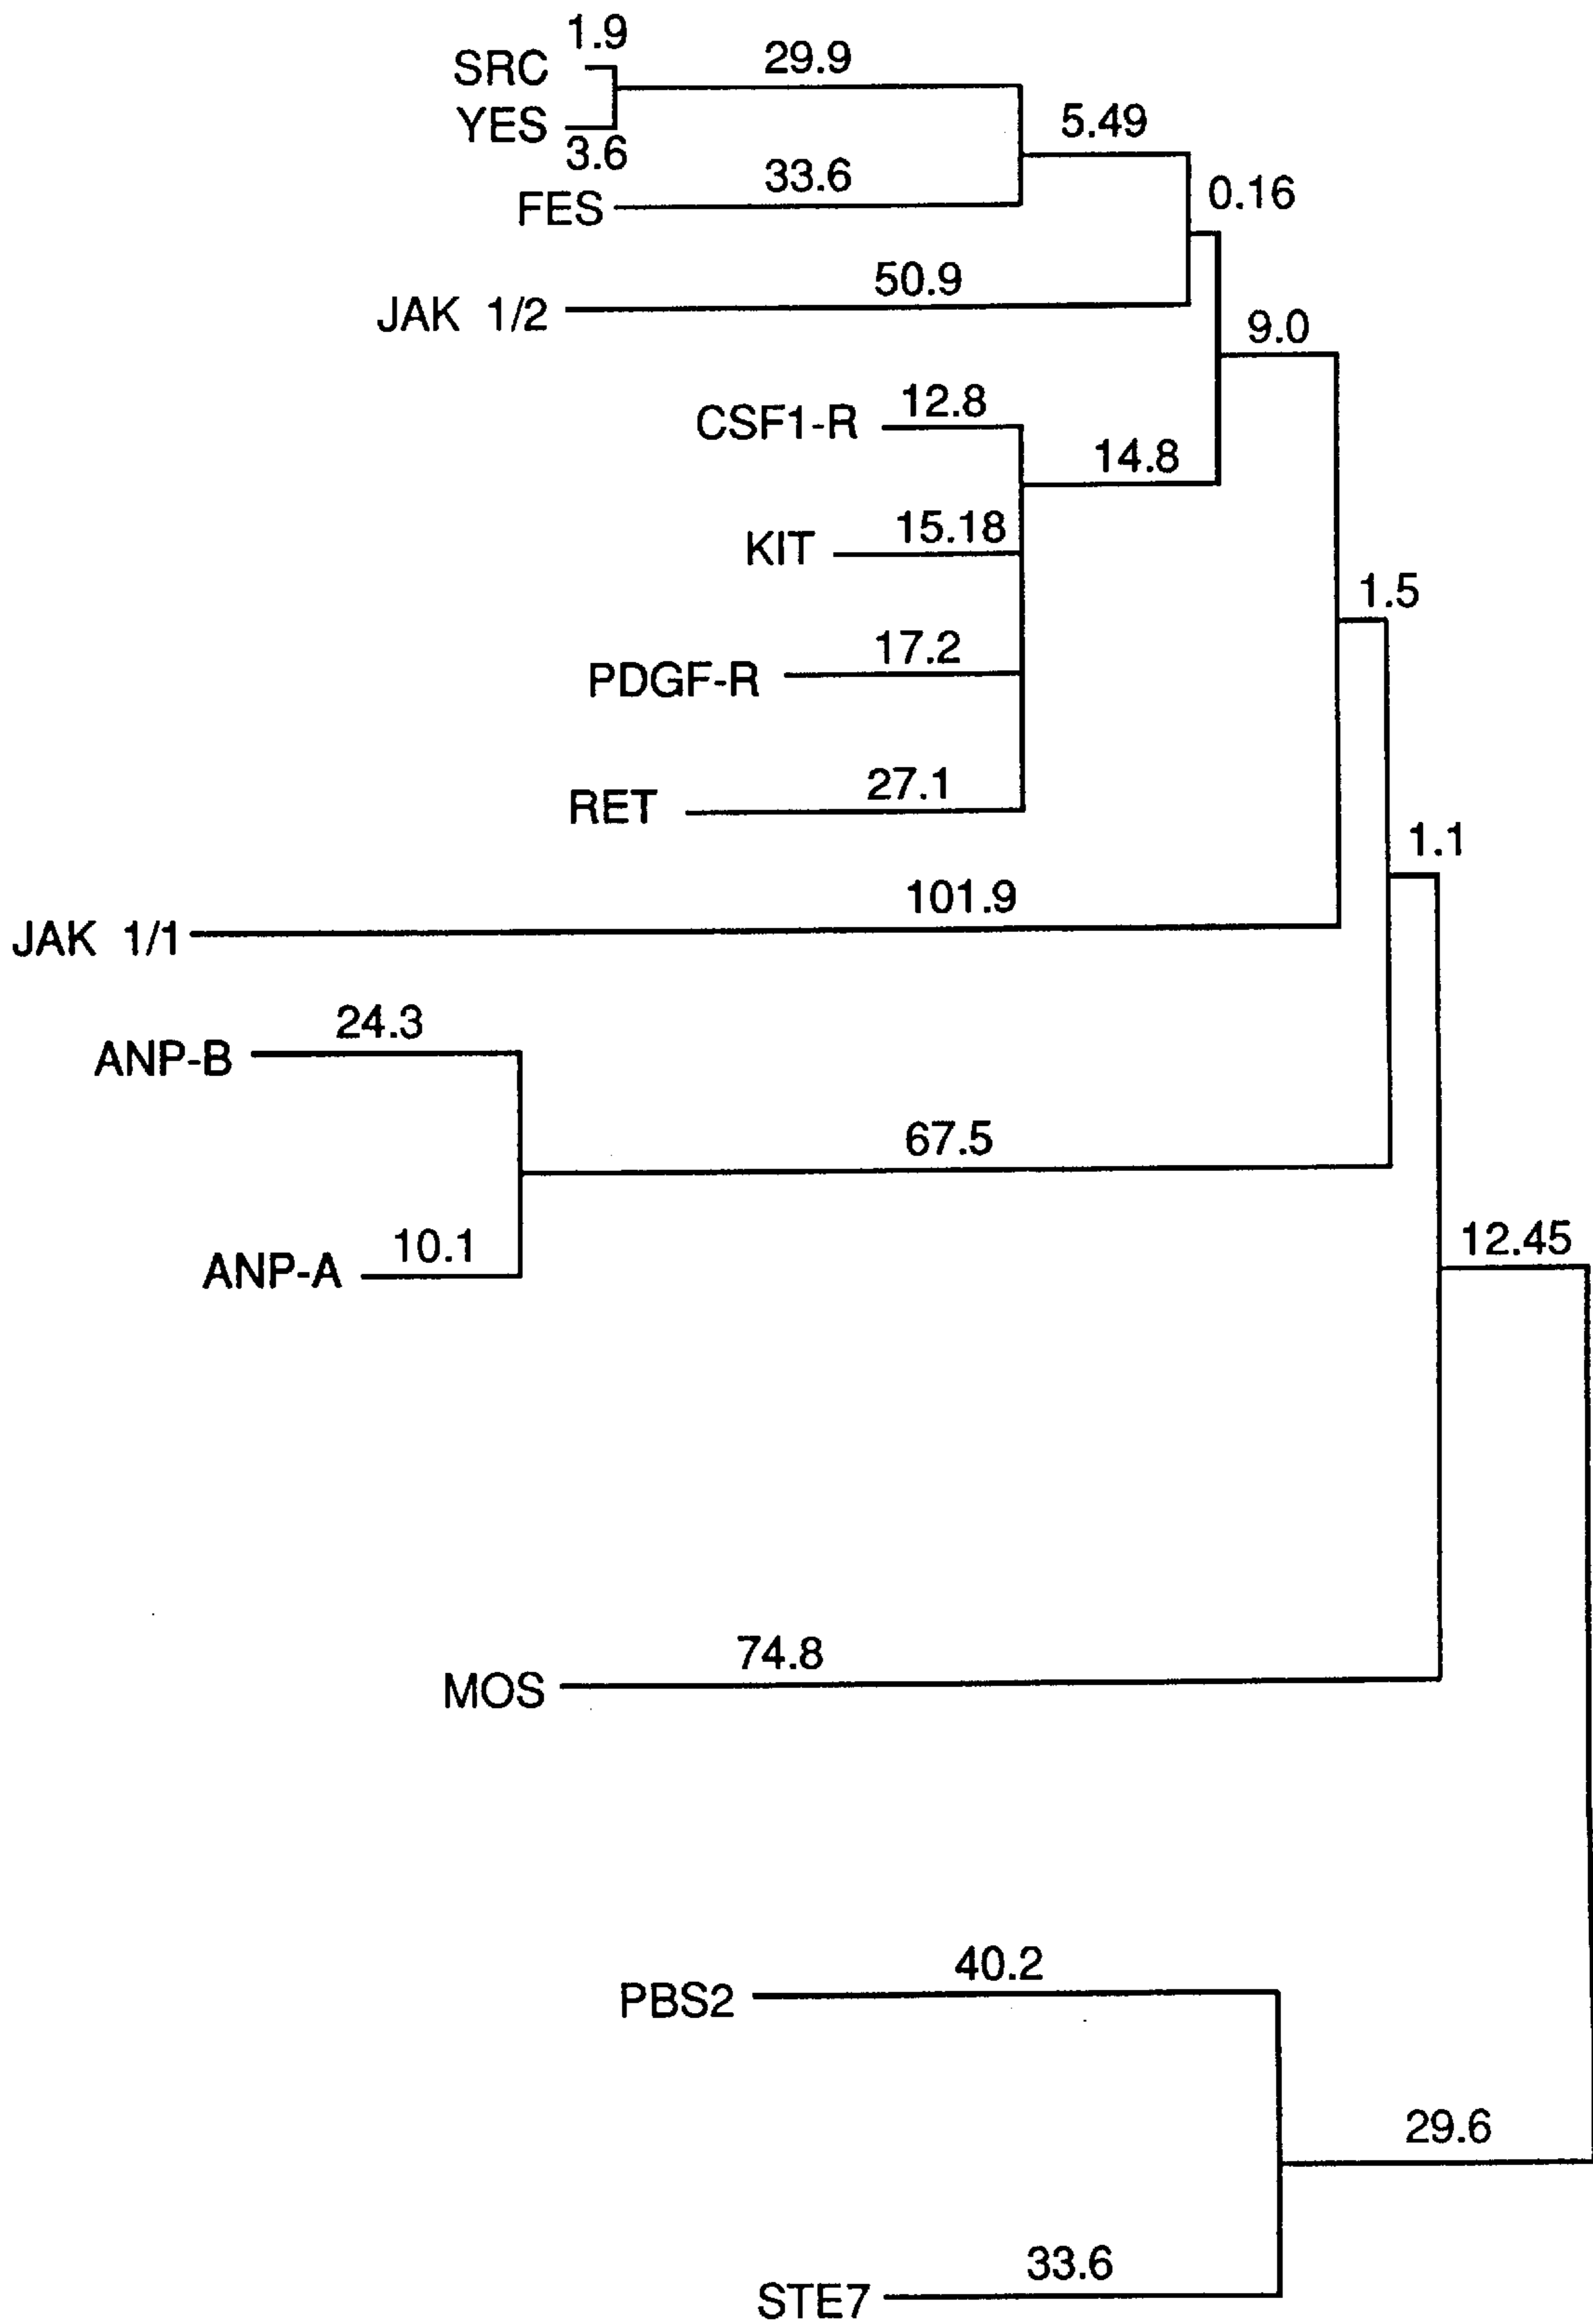 1.9
SRC
29.9
YES
3.6
5.49
33.6
FES
0.16
50.9
JAK 1/2
9.0
12.8
CSF1-R
14.8
15.18
KIT
1.5
17.2
PDGF-R
27.1
RET
1.1
101.9
JAK 1/1
24.3
ANP-B
67.5
12.45
10.1
ANP-A
74.8
MOS
40.2
PBS2
29.6
33.6
STE7